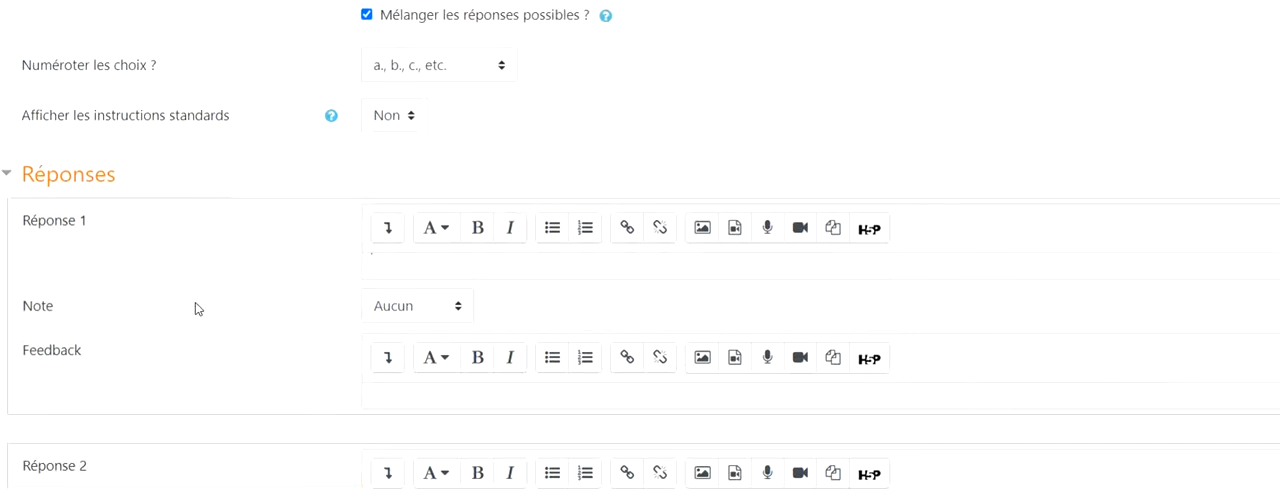 Mélanger les réponses possibles ?
Numéroter les choix ?
a., b., c., etc.
Afficher les instructions standards
Non
Réponses
Réponse 1
A B I H-P
Note
Aucun
Feedback
A B I H-P
Réponse 2
A B I H-P